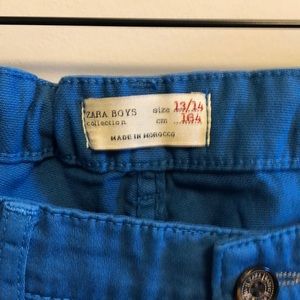 ZARA BOYS size 13/14
collection cm 164
MADE IN MOROCCO